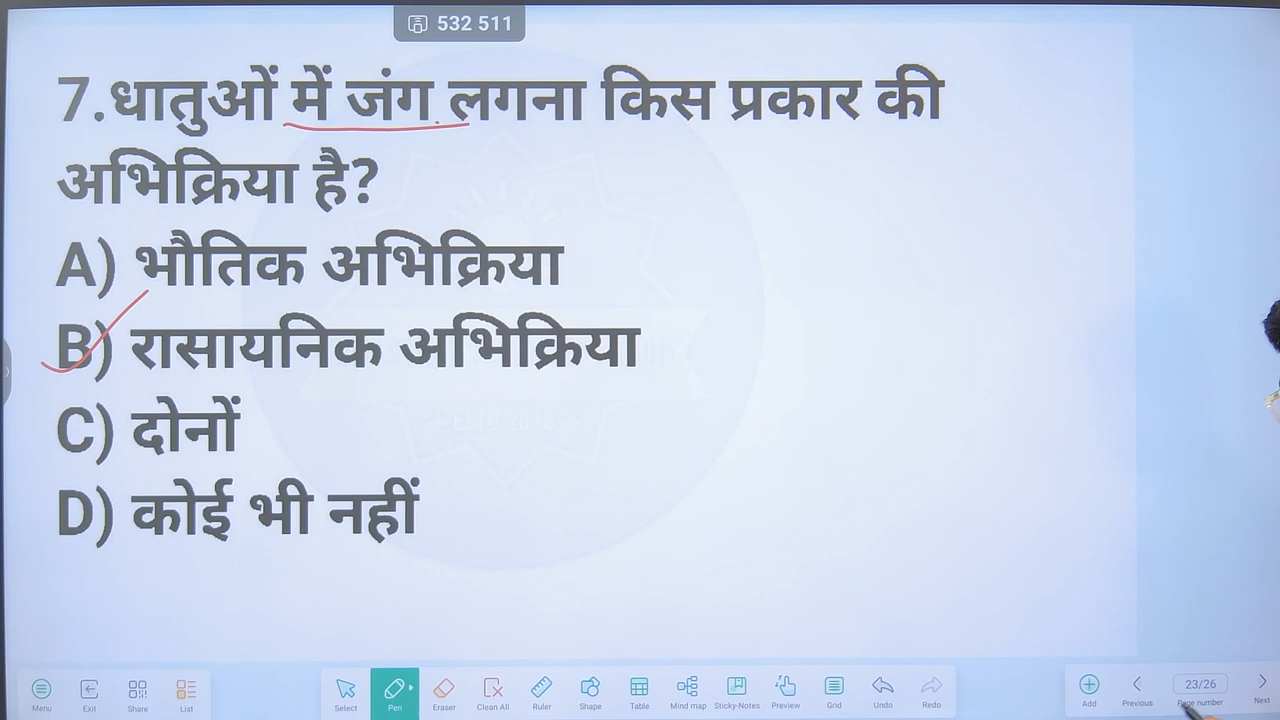 532 511
7.धातुओं में जंग लगना किस प्रकार की
अभिक्रिया है?
A) भौतिक अभिक्रिया
B) रासायनिक अभिक्रिया
C) दोनों
D) कोई भी नहीं
Menu Exit Share List Select Pen Eraser Clean All Ruler Shape Table Mind map Sticky-Notes Preview Grid Undo Redo Add Previous 23/26 Page number Next